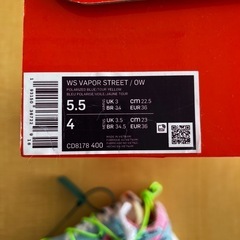 WS VAPOR STREET / OW
POLARIZED BLUE/TOUR YELLOW
BLEU POLARISE/VOILE JAUNE TOUR
5.5
UK 3
cm 22.5
BR 34
EUR 36
4
UK 3.5
cm 23
BR 34.5
EUR 36
CD8178 400